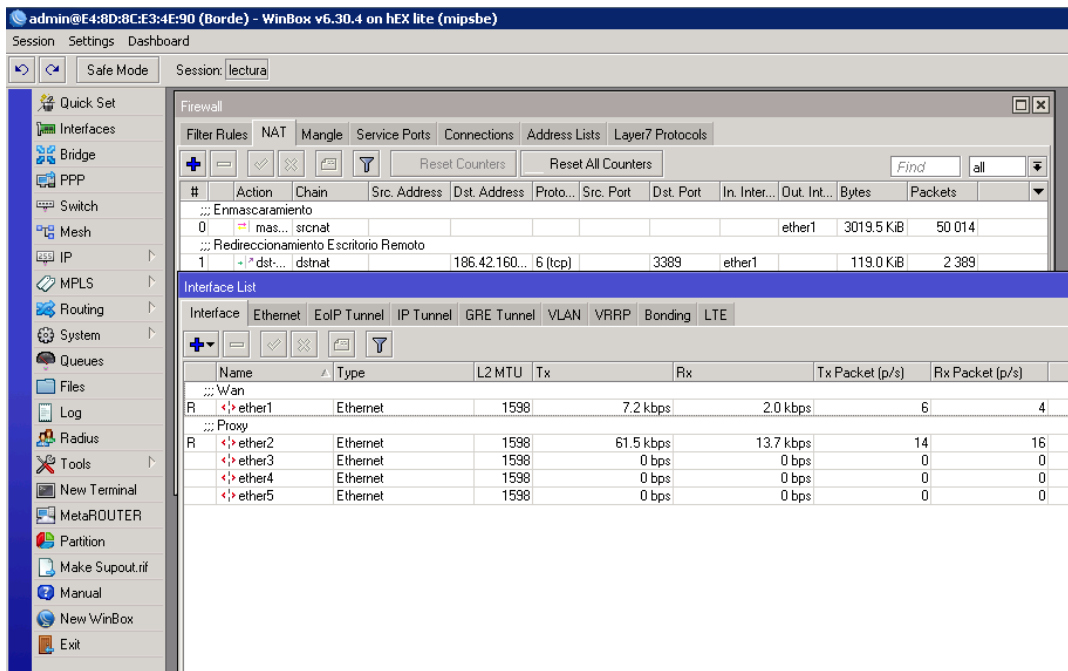 admin@E4:8D:8C:E3:4E:90 (Borde) - WinBox v6.30.4 on hEX lite (mipsbe)
Session Settings Dashboard
Safe Mode Session: lectura
Quick Set
Interfaces
Bridge
PPP
Switch
Mesh
IP
MPLS
Routing
System
Queues
Files
Log
Radius
Tools
New Terminal
MetaROUTER
Partition
Make Supout.rif
Manual
New WinBox
Exit
Firewall
Filter Rules NAT Mangle Service Ports Connections Address Lists Layer7 Protocols
Reset Counters Reset All Counters Find all
# Action Chain Src. Address Dst. Address Proto... Src. Port Dst. Port In. Inter... Out. Int... Bytes Packets
;;; Enmascaramiento
0 mas... srcnat ether1 3019.5 KiB 50 014
;;; Redireccionamiento Escritorio Remoto
1 dst-... dstnat 186.42.160... 6 (tcp) 3389 ether1 119.0 KiB 2 389
Interface List
Interface Ethernet EoIP Tunnel IP Tunnel GRE Tunnel VLAN VRRP Bonding LTE
Name Type L2 MTU Tx Rx Tx Packet (p/s) Rx Packet (p/s)
;;; Wan
R ether1 Ethernet 1598 7.2 kbps 2.0 kbps 6 4
;;; Proxy
R ether2 Ethernet 1598 61.5 kbps 13.7 kbps 14 16
ether3 Ethernet 1598 0 bps 0 bps 0 0
ether4 Ethernet 1598 0 bps 0 bps 0 0
ether5 Ethernet 1598 0 bps 0 bps 0 0